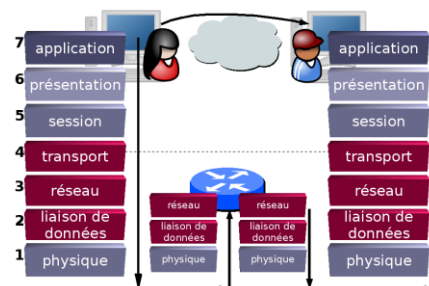 7 application application
6 présentation présentation
5 session session
4 transport transport
3 réseau réseau réseau réseau
2 liaison de données liaison de données liaison de données liaison de données
1 physique physique physique physique